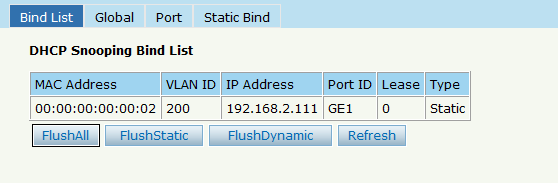 Bind List Global Port Static Bind
DHCP Snooping Bind List
MAC Address VLAN ID IP Address Port ID Lease Type
00:00:00:00:00:02 200 192.168.2.111 GE1 0 Static
FlushAll FlushStatic FlushDynamic Refresh